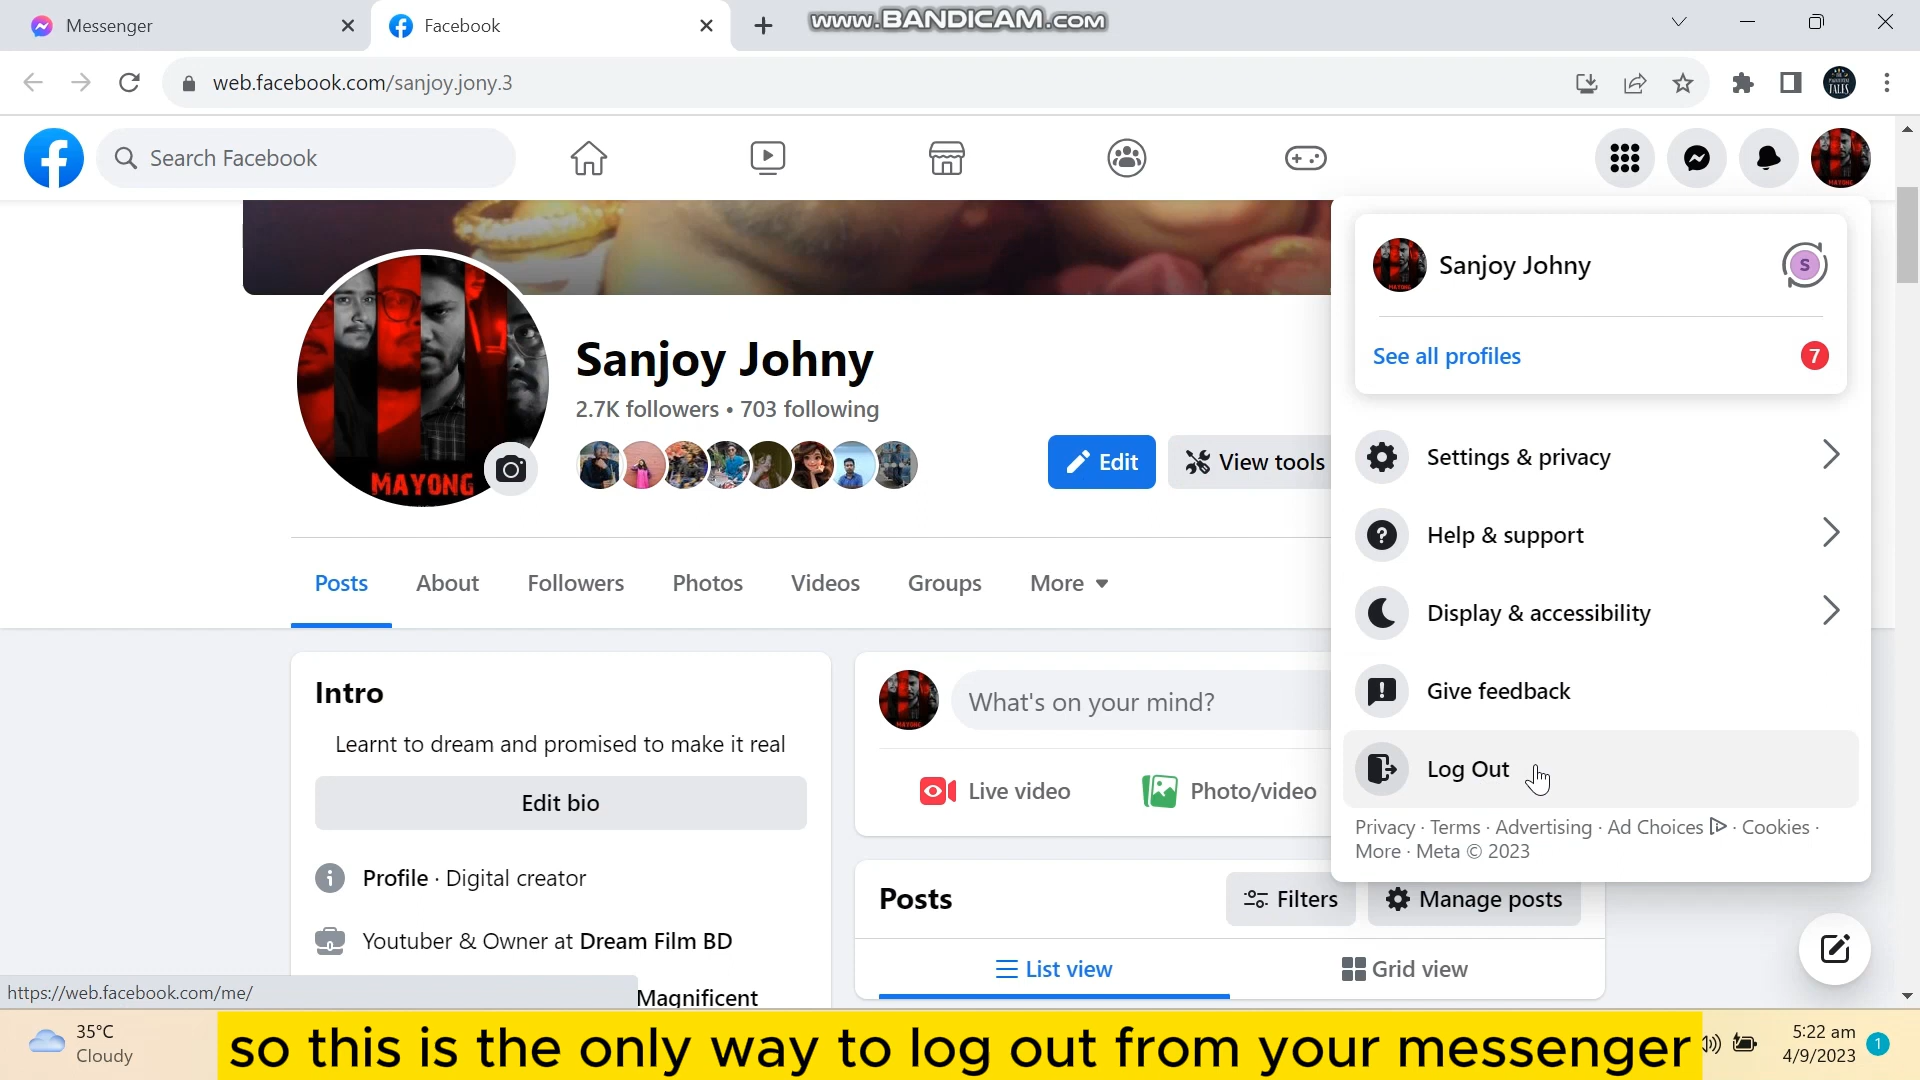 Messenger
Facebook
www.BANDICAM.com
web.facebook.com/sanjoy.jony.3
Search Facebook
Sanjoy Johny
See all profiles
7
Settings & privacy
Help & support
Display & accessibility
Give feedback
Log Out
Privacy · Terms · Advertising · Ad Choices · Cookies ·
More · Meta © 2023
MAYONG
Sanjoy Johny
2.7K followers • 703 following
Edit
View tools
Posts
About
Followers
Photos
Videos
Groups
More
Intro
Learnt to dream and promised to make it real
Edit bio
Profile · Digital creator
Youtuber & Owner at Dream Film BD
Magnificent
What's on your mind?
Live video
Photo/video
Posts
Filters
Manage posts
List view
Grid view
https://web.facebook.com/me/
35°C
Cloudy
so this is the only way to log out from your messenger
5:22 am
4/9/2023
1